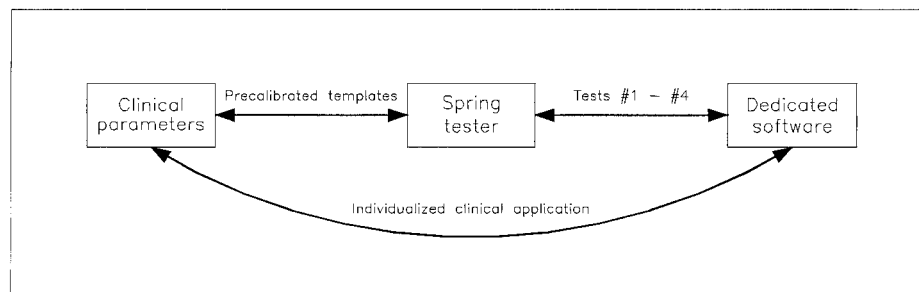 Clinical
parameters
Precalibrated templates
Spring
tester
Tests #1 – #4
Dedicated
software
Individualized clinical application